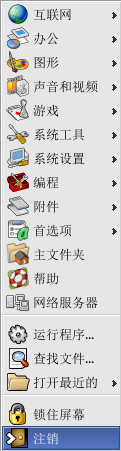 互联网
办公
图形
声音和视频
游戏
系统工具
系统设置
编程
附件
首选项
主文件夹
帮助
网络服务器
运行程序...
查找文件...
打开最近的
锁住屏幕
注销